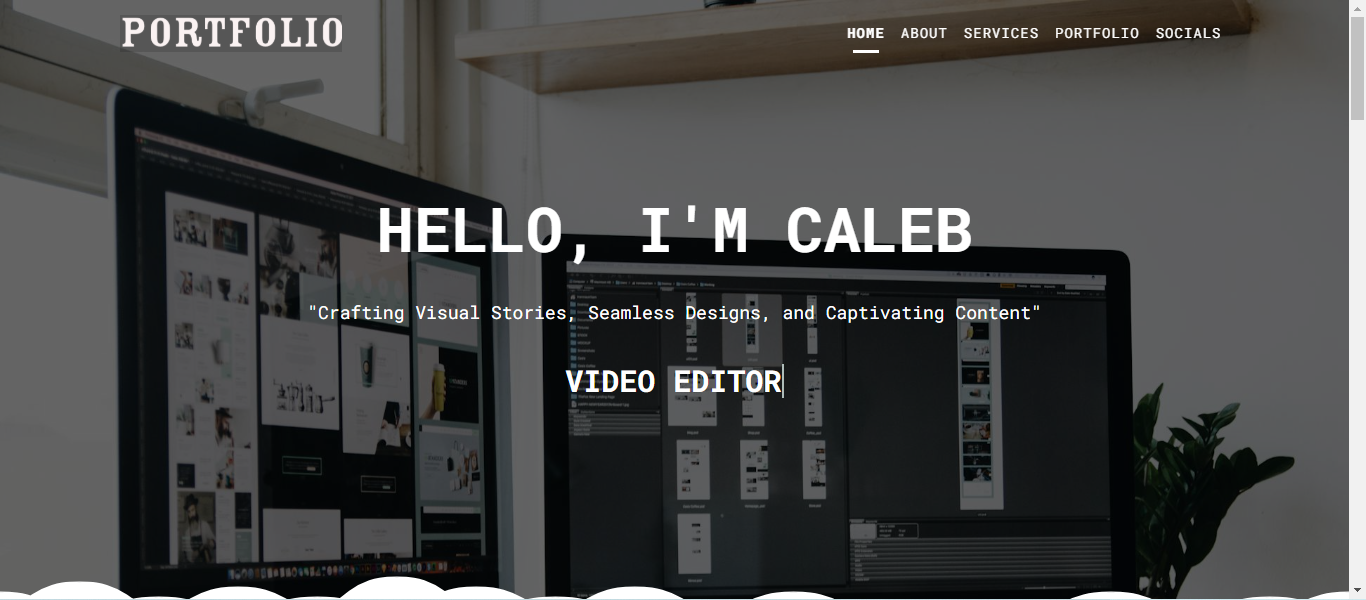 PORTFOLIO
HOME ABOUT SERVICES PORTFOLIO SOCIALS
HELLO, I'M CALEB
"Crafting Visual Stories, Seamless Designs, and Captivating Content"
VIDEO EDITOR